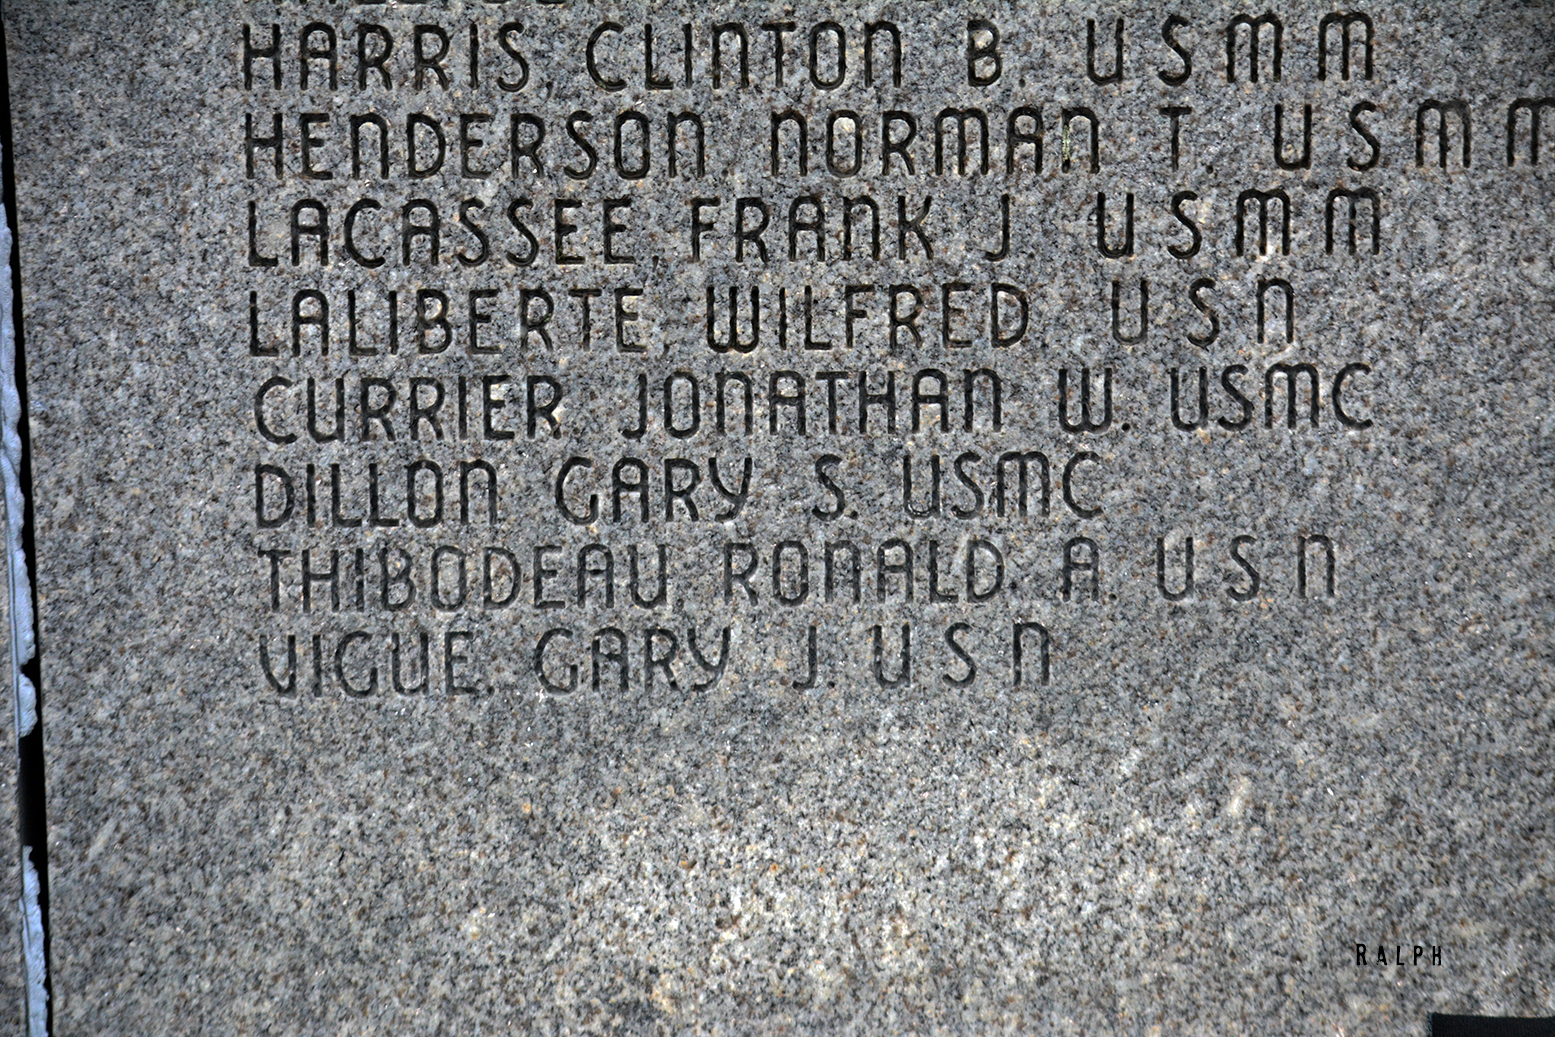 HARRIS, CLINTON B. USMM
HENDERSON NORMAN T. USMM
LACASSEE, FRANK J. USMM
LALIBERTE, WILFRED. USN
CURRIER JONATHAN W. USMC
DILLON GARY S. USMC
THIBODEAU, RONALD A. USN
VIGUE, GARY J. USN
RALPH